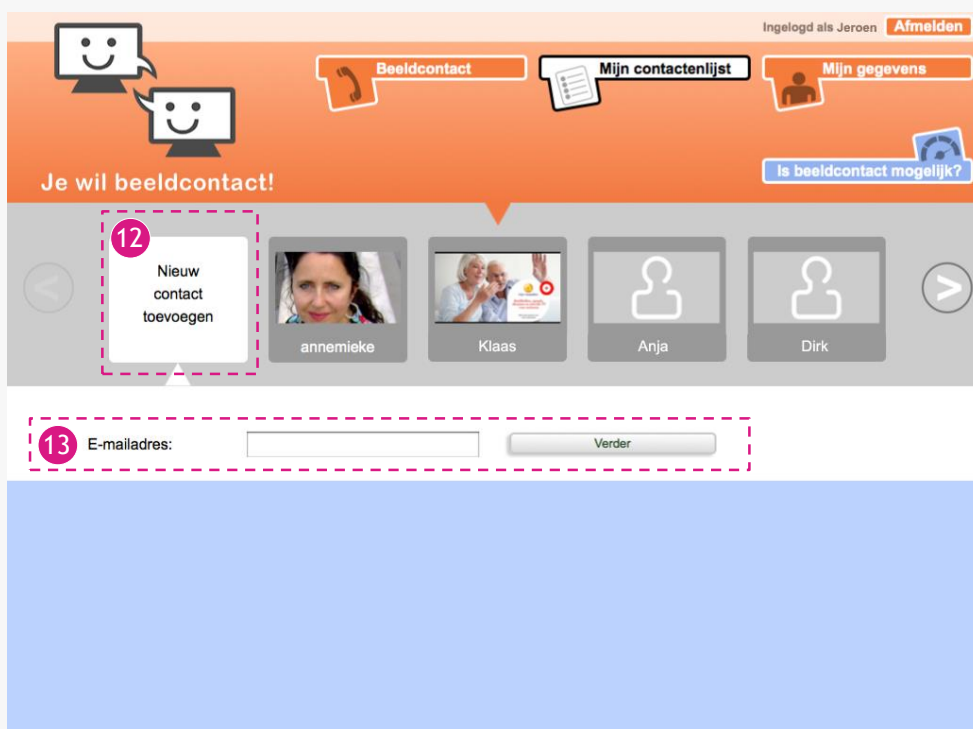 Ingelogd als Jeroen Afmelden
Beeldcontact
Mijn contactenlijst
Mijn gegevens
Je wil beeldcontact!
Is beeldcontact mogelijk?
12
Nieuw
contact
toevoegen
annemieke
Klaas
Anja
Dirk
13 E-mailadres: Verder